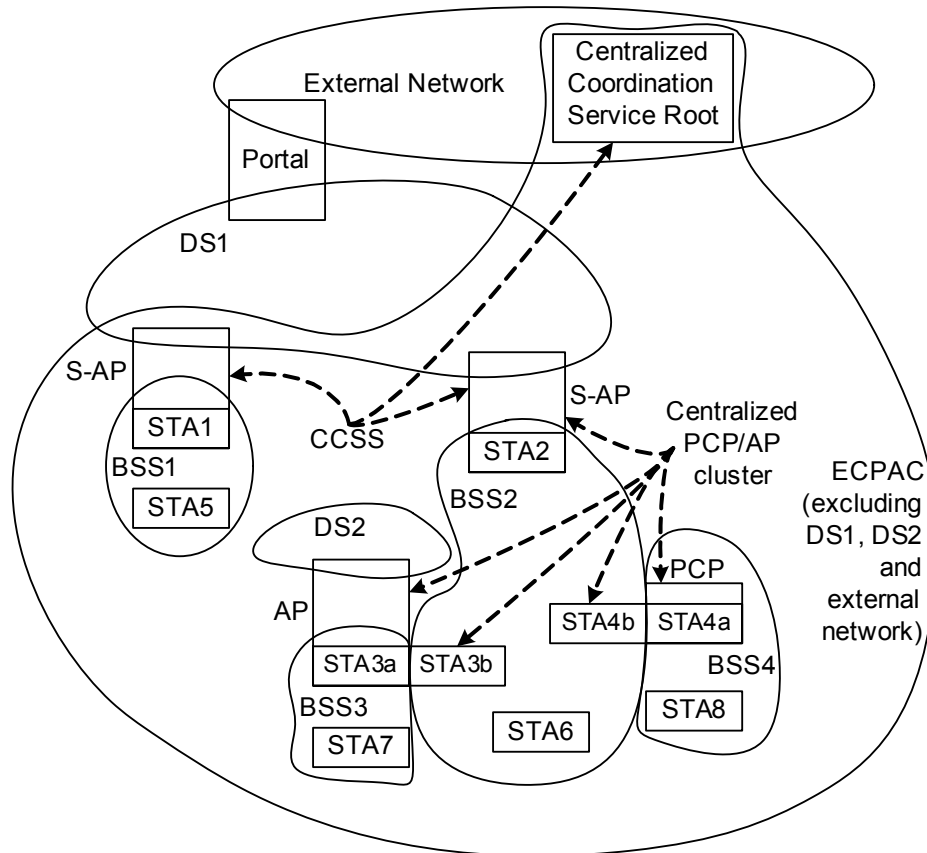 Centralized
Coordination
Service Root
External Network
Portal
DS1
S-AP
S-AP
CCSS
Centralized
PCP/AP
cluster
STA1
STA2
BSS1
BSS2
STA5
ECPAC
(excluding
DS1, DS2
and
external
network)
DS2
AP
PCP
STA4b
STA4a
STA3a
STA3b
BSS4
BSS3
STA8
STA6
STA7